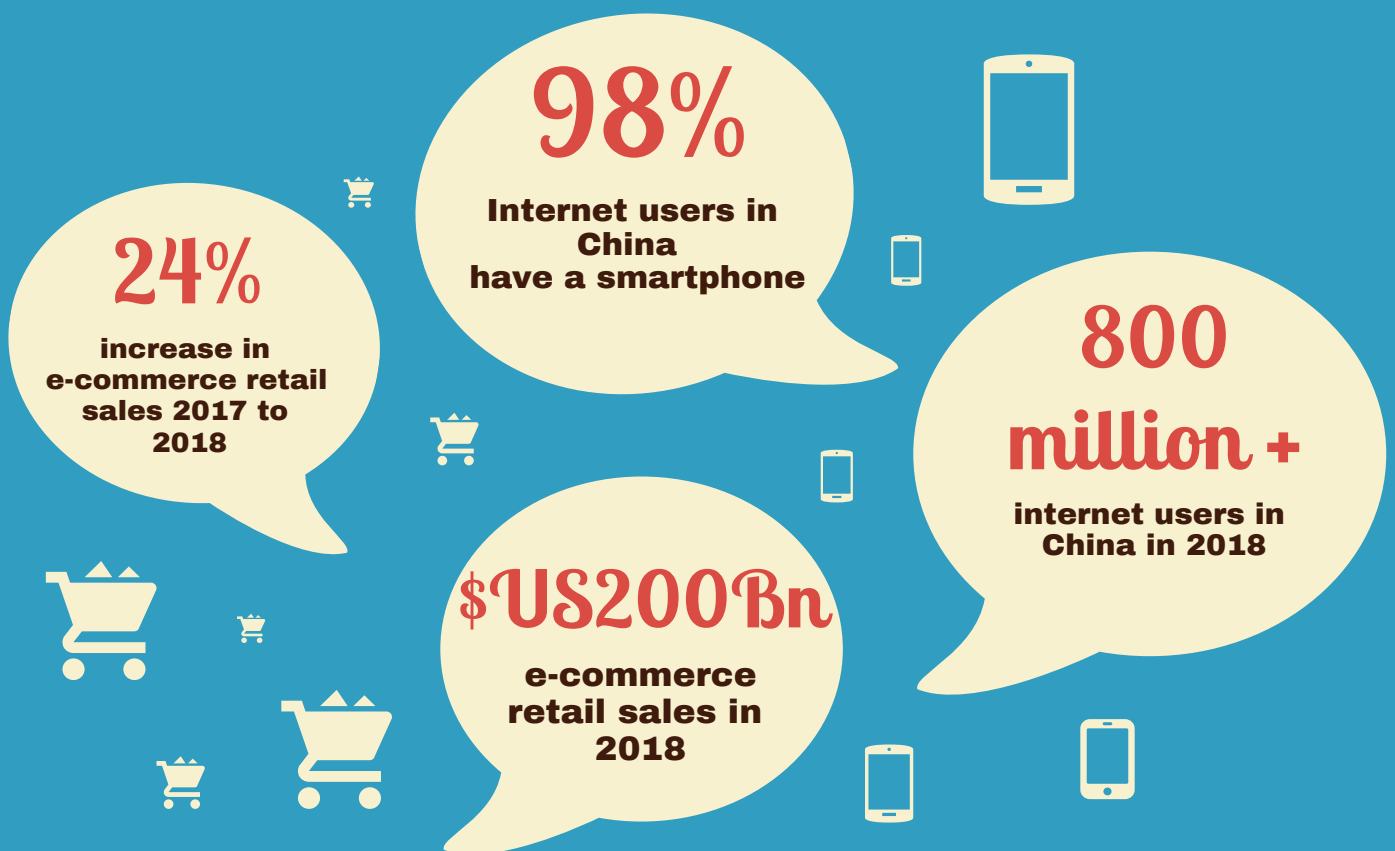 98%
Internet users in
China
have a smartphone
24%
increase in
e-commerce retail
sales 2017 to
2018
800
million +
internet users in
China in 2018
$US200Bn
e-commerce
retail sales in
2018